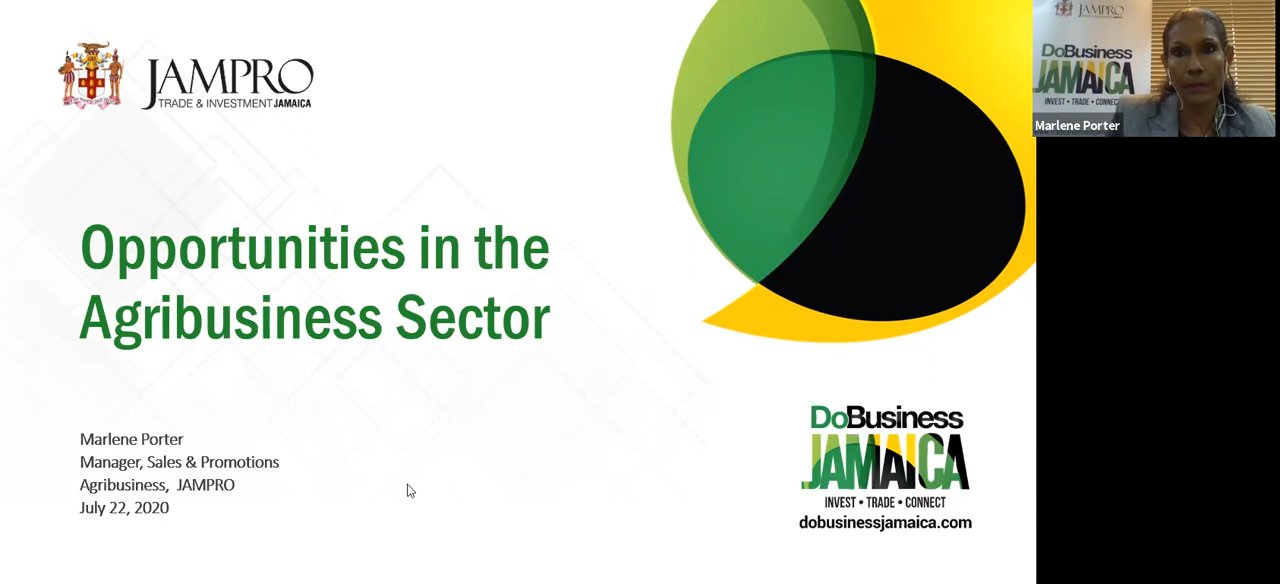 JAMPRO
TRADE & INVESTMENT JAMAICA
Opportunities in the
Agribusiness Sector
Marlene Porter
Manager, Sales & Promotions
Agribusiness, JAMPRO
July 22, 2020
DoBusiness
JAMAICA
INVEST • TRADE • CONNECT
dobusinessjamaica.com
JAMPRO
DoBusiness
JAMAICA
INVEST • TRADE • CONNECT
Marlene Porter